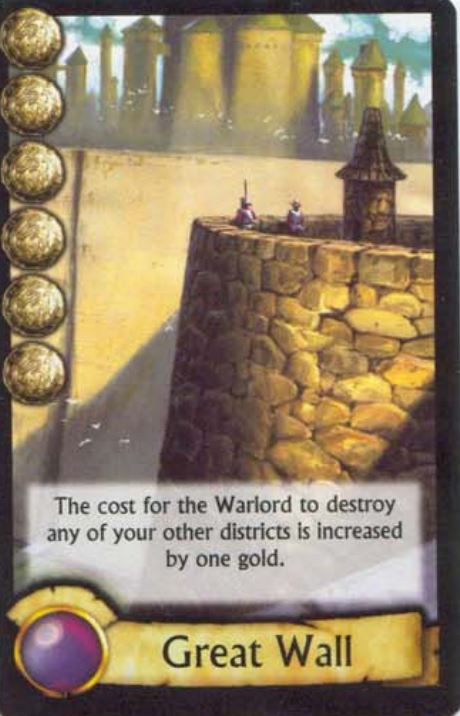 The cost for the Warlord to destroy
any of your other districts is increased
by one gold.
Great Wall